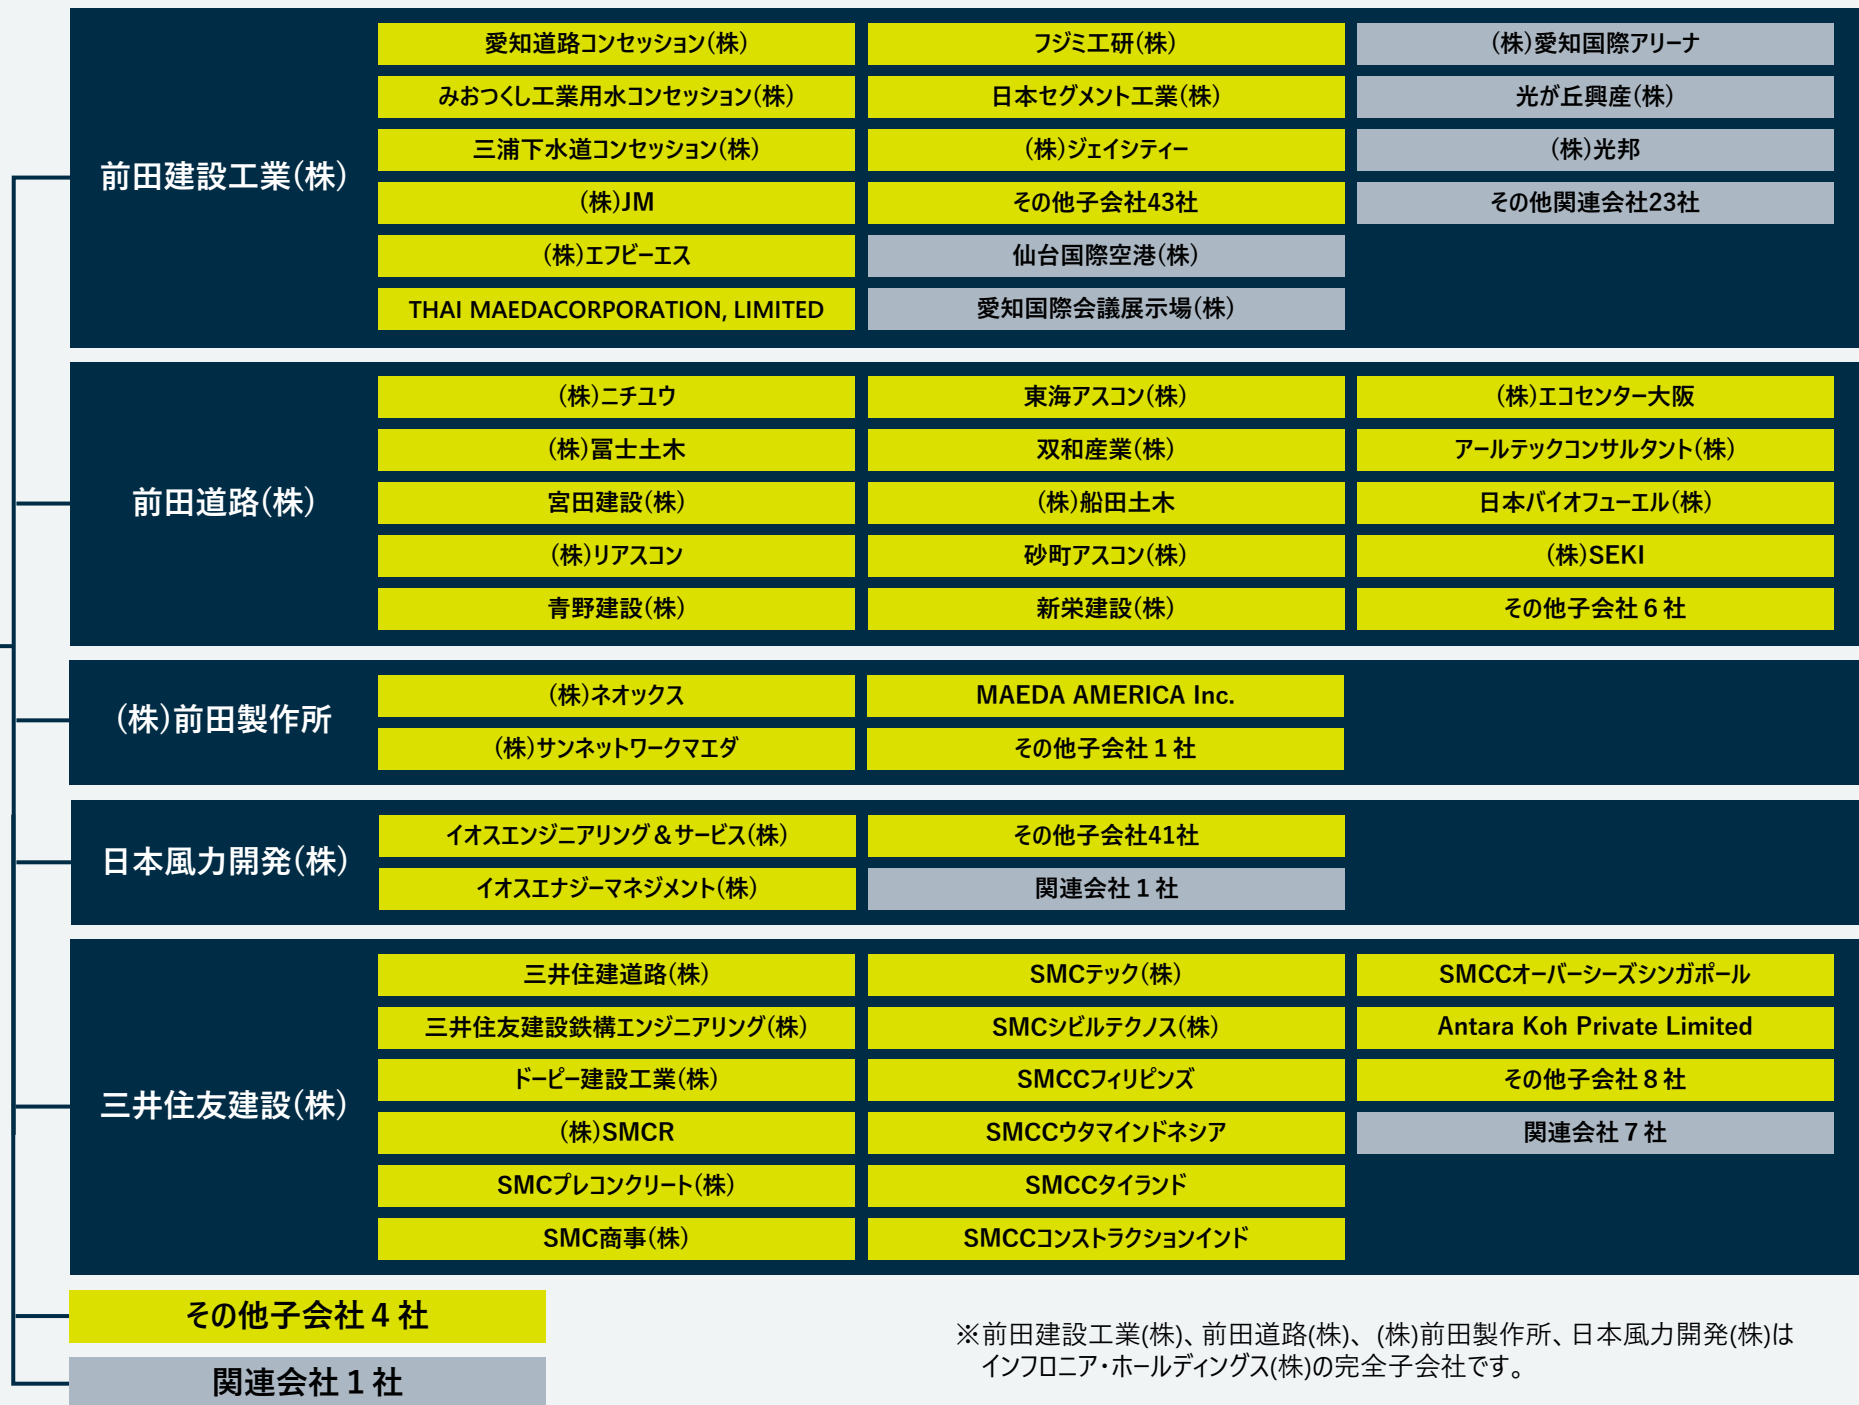 前田建設工業(株)
愛知道路コンセッション(株)
フジミ工研(株)
(株)愛知国際アリーナ
みおつくし工業用水コンセッション(株)
日本セグメント工業(株)
光が丘興産(株)
三浦下水道コンセッション(株)
(株)ジェイシティー
(株)光邦
(株)JM
その他子会社43社
その他関連会社23社
(株)エフビーエス
仙台国際空港(株)
THAI MAEDACORPORATION, LIMITED
愛知国際会議展示場(株)
前田道路(株)
(株)ニチユウ
東海アスコン(株)
(株)エコセンター大阪
(株)冨士土木
双和産業(株)
アールテックコンサルタント(株)
宮田建設(株)
(株)船田土木
日本バイオフューエル(株)
(株)リアスコン
砂町アスコン(株)
(株)SEKI
青野建設(株)
新栄建設(株)
その他子会社6社
(株)前田製作所
(株)ネオックス
MAEDA AMERICA Inc.
(株)サンネットワークマエダ
その他子会社1社
日本風力開発(株)
イオスエンジニアリング&サービス(株)
その他子会社41社
イオスエナジーマネジメント(株)
関連会社1社
三井住友建設(株)
三井住建道路(株)
SMCテック(株)
SMCCオーバーシーズシンガポール
三井住友建設鉄構エンジニアリング(株)
SMCシビルテクノス(株)
Antara Koh Private Limited
ドーピー建設工業(株)
SMCCフィリピンズ
その他子会社8社
(株)SMCR
SMCCウタマインドネシア
関連会社7社
SMCプレコンクリート(株)
SMCCタイランド
SMC商事(株)
SMCCコンストラクションインド
その他子会社4社
関連会社1社
※前田建設工業(株)、前田道路(株)、(株)前田製作所、日本風力開発(株)は
インフロニア・ホールディングス(株)の完全子会社です。